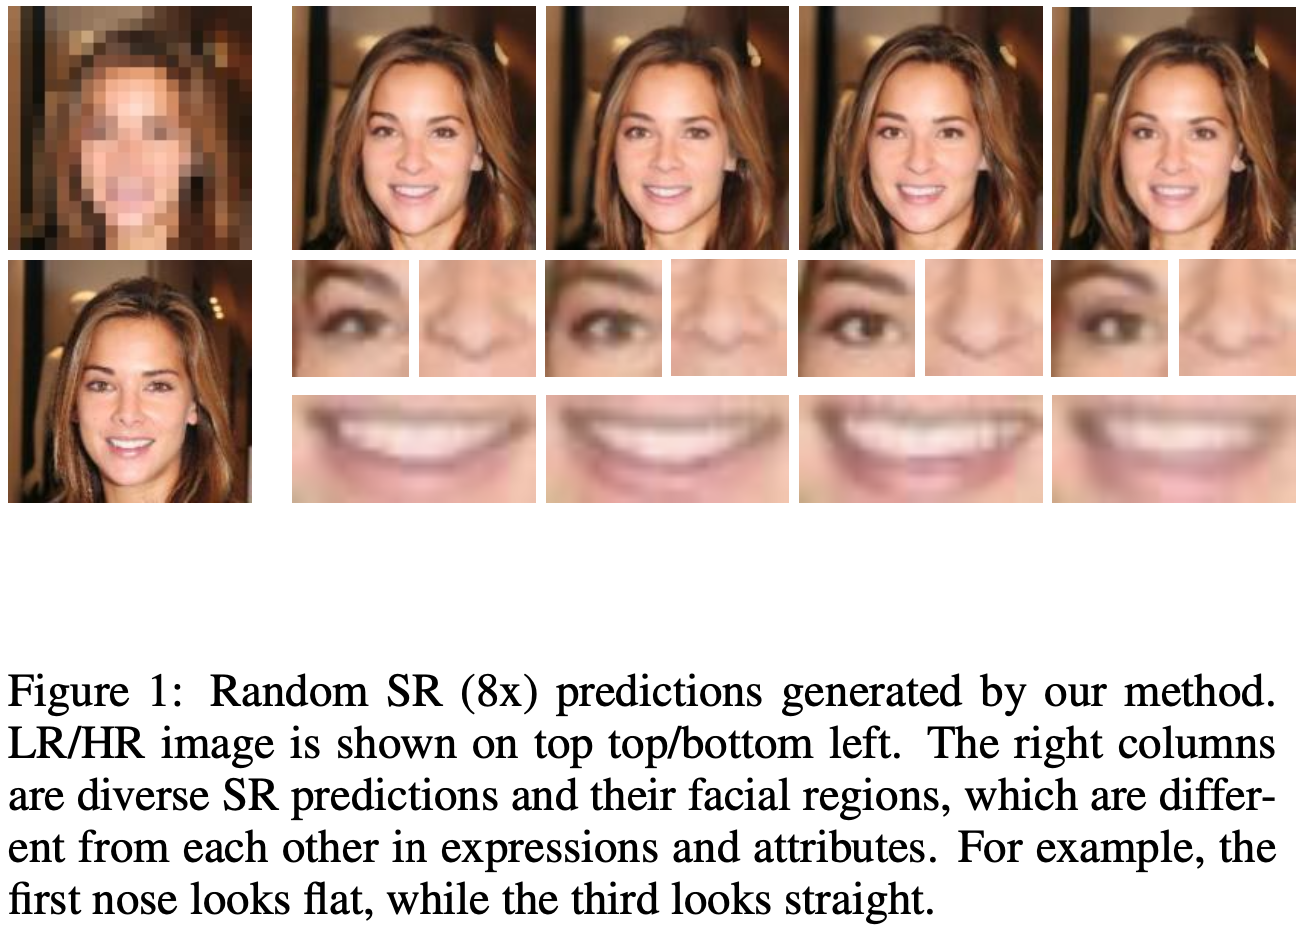 Figure 1: Random SR (8x) predictions generated by our method.
LR/HR image is shown on top top/bottom left. The right columns
are diverse SR predictions and their facial regions, which are differ-
ent from each other in expressions and attributes. For example, the
first nose looks flat, while the third looks straight.